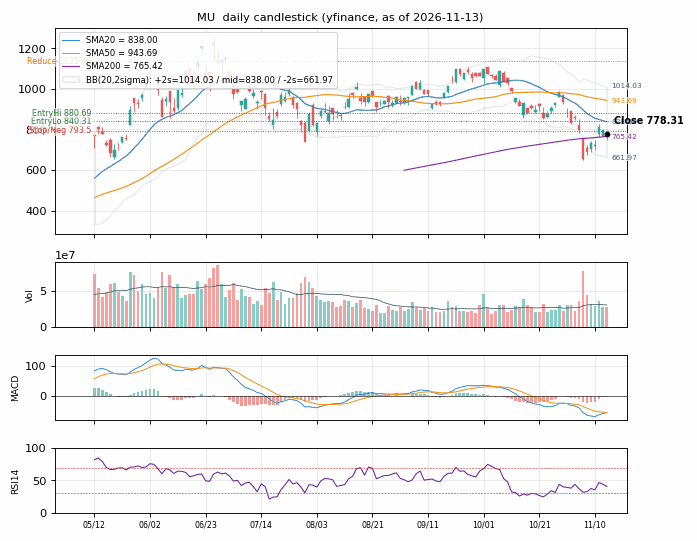 MU  daily candlestick (yfinance, as of 2026-11-13)
SMA20 = 838.00
SMA50 = 943.69
SMA200 = 765.42
BB(20,2sigma): +2s=1014.03 / mid=838.00 / -2s=661.97
1200
1000
800
600
400
Reduce
EntryHi 880.69
EntryLo 840.31
793.5
1014.03
943.69
Close 778.31
765.42
661.97
1e7
Vol
5
0
MACD
100
0
RSI14
100
50
0
05/12
06/02
06/23
07/14
08/03
08/21
09/11
10/01
10/21
11/10